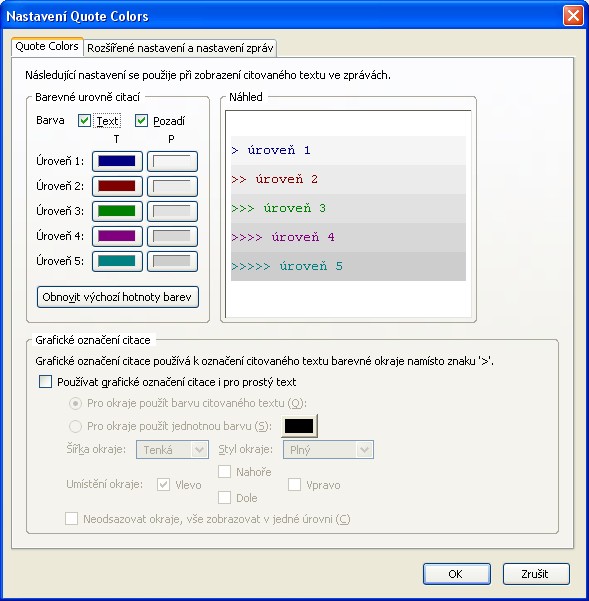 Nastavení Quote Colors
Quote Colors
Rozšířené nastavení a nastavení zpráv
Následující nastavení se použije při zobrazení citovaného textu ve zprávách.
Barevné urovně citací
Barva
Text
Pozadí
T
P
Úroveň 1:
Úroveň 2:
Úroveň 3:
Úroveň 4:
Úroveň 5:
Obnovit výchozí hotnoty barev
Náhled
> úroveň 1
>> úroveň 2
>>> úroveň 3
>>>> úroveň 4
>>>>> úroveň 5
Grafické označení citace
Grafické označení citace používá k označení citovaného textu barevné okraje namísto znaku '>'.
Používat grafické označení citace i pro prostý text
Pro okraje použít barvu citovaného textu (O):
Pro okraje použít jednotnou barvu (S):
Šířka okraje:
Tenká
Styl okraje:
Plný
Umístění okraje:
Vlevo
Nahoře
Dole
Vpravo
Neodsazovat okraje, vše zobrazovat v jedné úrovni (C)
OK
Zrušit